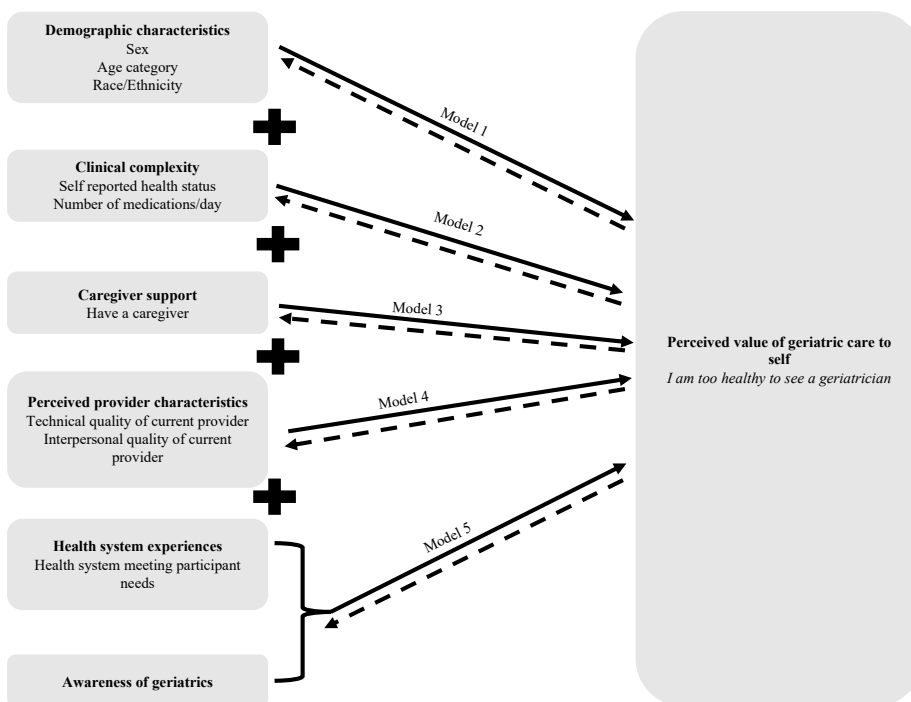 Demographic characteristics
Sex
Age category
Race/Ethnicity
Model 1
Clinical complexity
Self reported health status
Number of medications/day
Model 2
Caregiver support
Have a caregiver
Model 3
Perceived value of geriatric care to
self
I am too healthy to see a geriatrician
Perceived provider characteristics
Technical quality of current provider
Interpersonal quality of current
provider
Model 4
Health system experiences
Health system meeting participant
needs
Model 5
Awareness of geriatrics